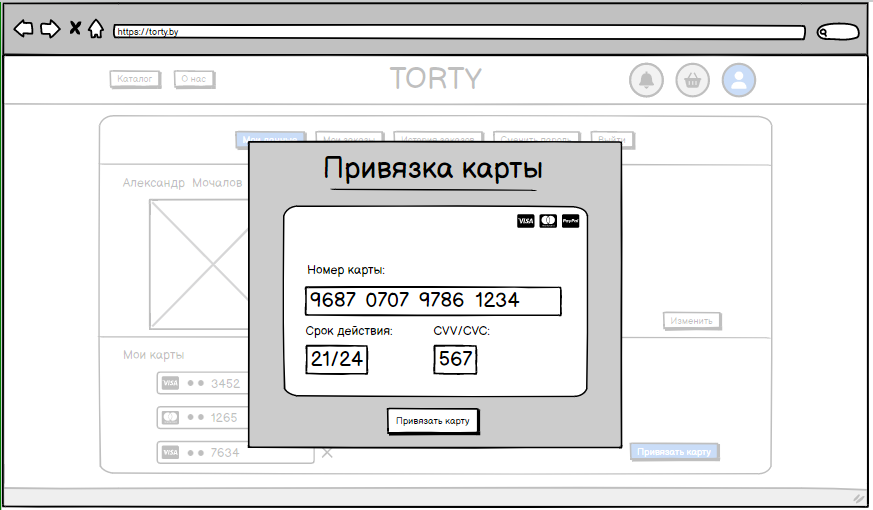 https://torty.by
Каталог О нас TORTY
Мои данные Мои заказы История заказов Сменить пароль Выйти
Привязка карты
Александр Мочалов
VISA PayPal
Номер карты:
9687 0707 9786 1234
Срок действия: CVV/CVC:
21/24 567
Изменить
Мои карты
VISA 3452
1265
Привязать карту
VISA 7634
Привязать карту